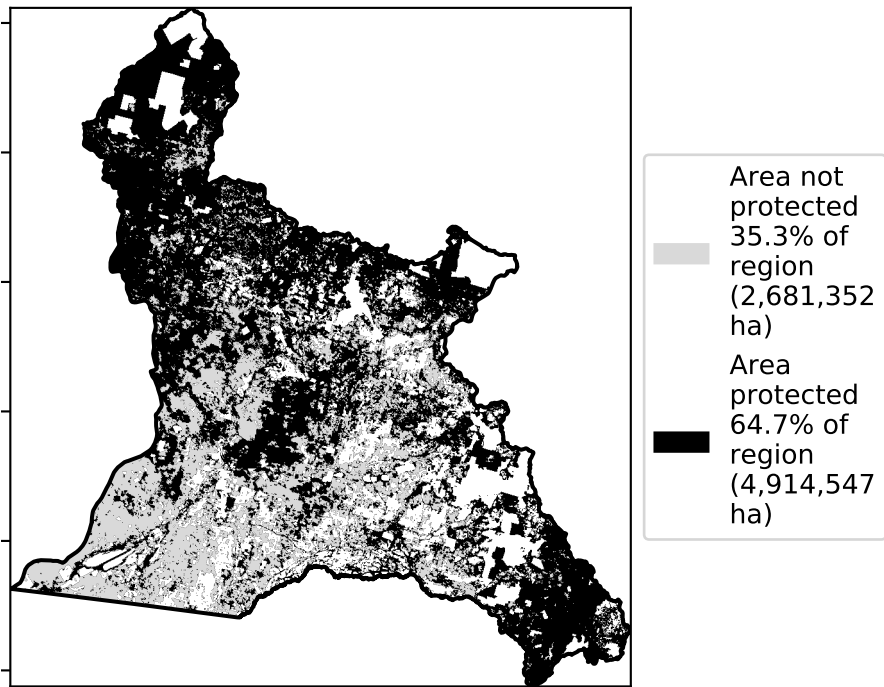 Area not
protected
35.3% of
region
(2,681,352
ha)
Area
protected
64.7% of
region
(4,914,547
ha)